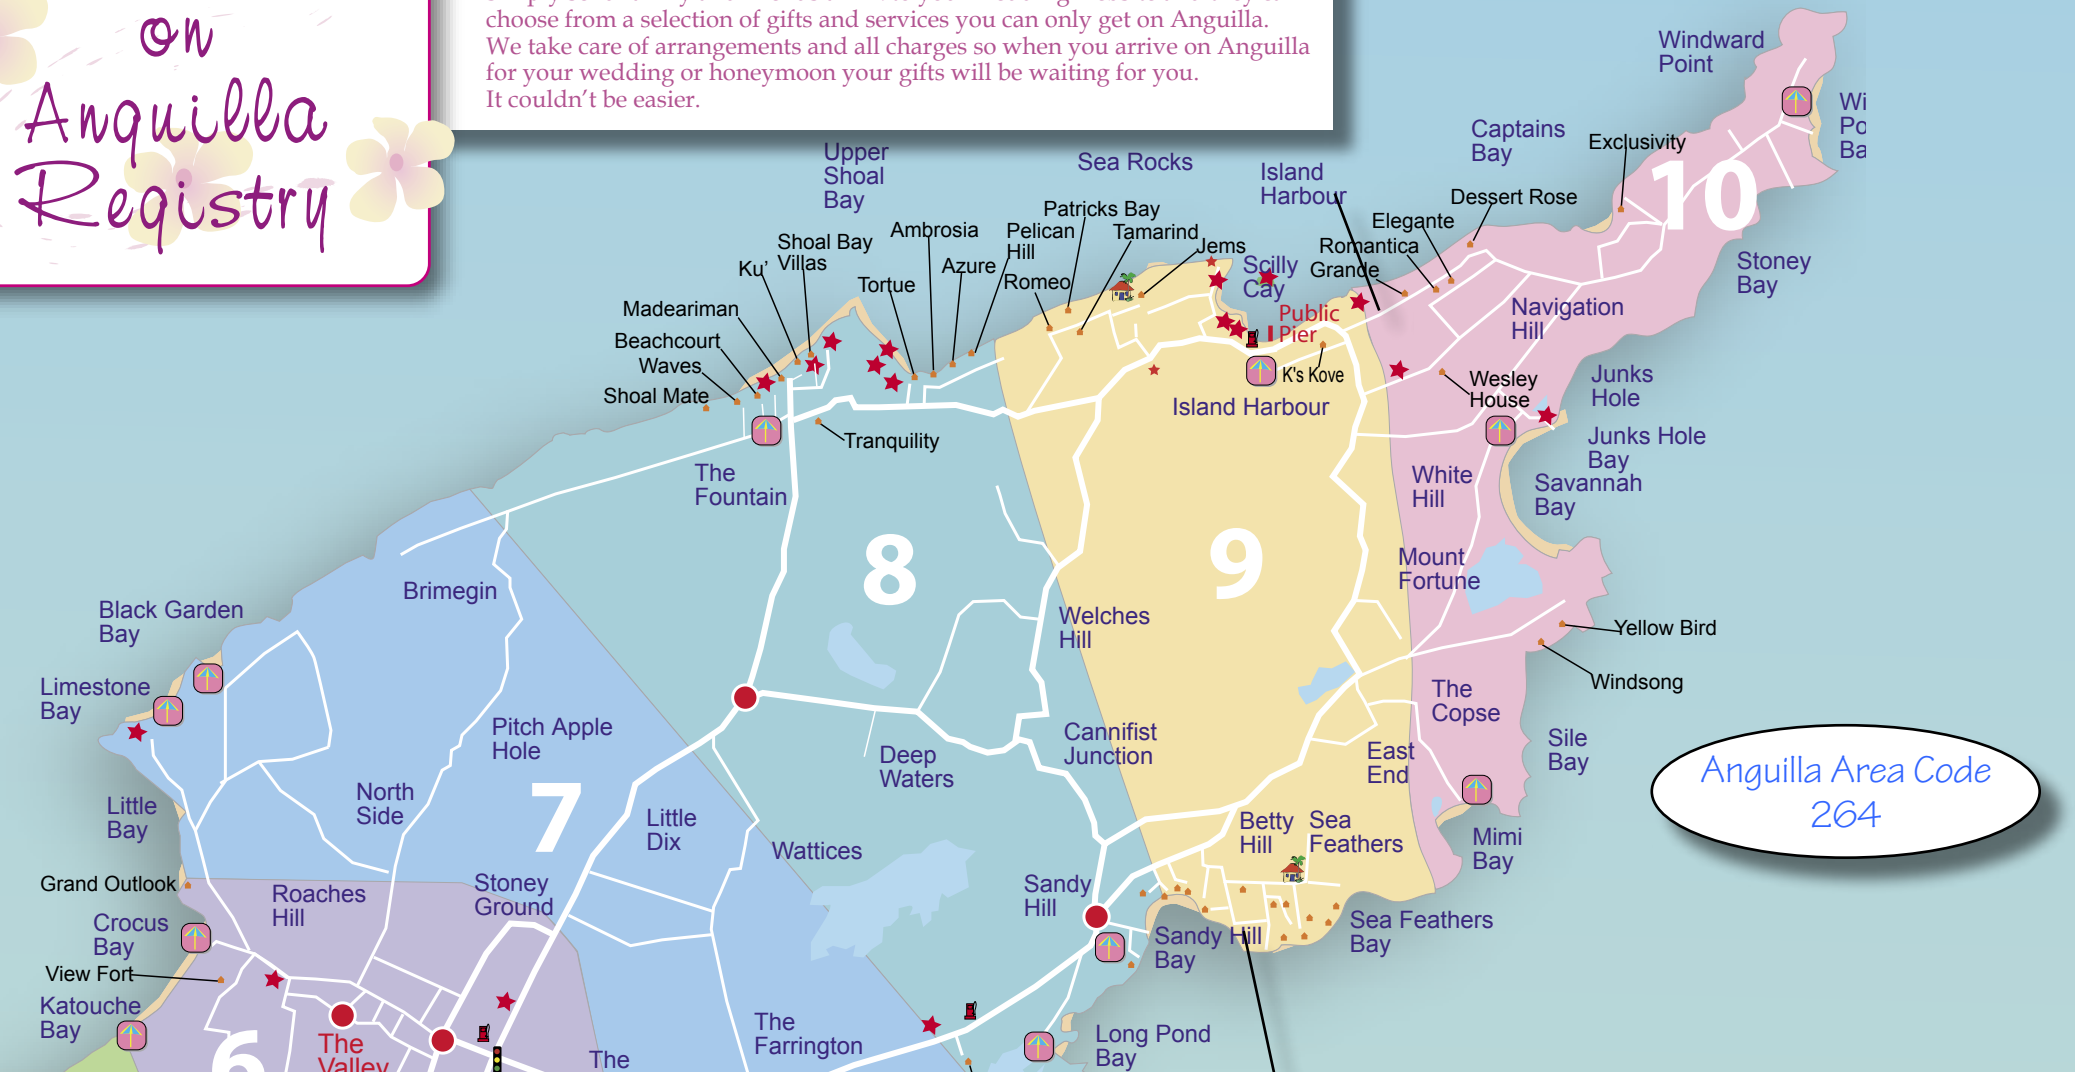 on
Anguilla
Registry
choose from a selection of gifts and services you can only get on Anguilla.
We take care of arrangements and all charges so when you arrive on Anguilla
for your wedding or honeymoon your gifts will be waiting for you.
It couldn't be easier.
Windward
Point
Wi
Po
Ba
Captains
Bay
Exclusivity
10
Upper
Shoal
Bay
Sea Rocks
Island
Harbour
Dessert Rose
Elegante
Romantica
Grande
Patricks Bay
Tamarind
Jems
Ambrosia
Pelican
Hill
Shoal Bay
Villas
Ku'
Azure
Romeo
Tortue
Scilly
Cay
Stoney
Bay
Madeariman
Beachcourt
Waves
Shoal Mate
Public
Pier
Navigation
Hill
K's Kove
Island Harbour
Wesley
House
Junks
Hole
Junks Hole
Bay
Tranquility
The
Fountain
White
Hill
Savannah
Bay
8
9
Mount
Fortune
Brimegin
Black Garden
Bay
Welches
Hill
Yellow Bird
Windsong
Limestone
Bay
Pitch Apple
Hole
The
Copse
Cannifist
Junction
Deep
Waters
East
End
Sile
Bay
Anguilla Area Code
264
North
Side
Little
Bay
7
Little
Dix
Betty
Hill
Sea
Feathers
Mimi
Bay
Wattices
Grand Outlook
Roaches
Hill
Stoney
Ground
Sandy
Hill
Crocus
Bay
Sandy Hill
Bay
Sea Feathers
Bay
View Fort
Katouche
Bay
6
The
Valley
The
The
Farrington
Long Pond
Bay